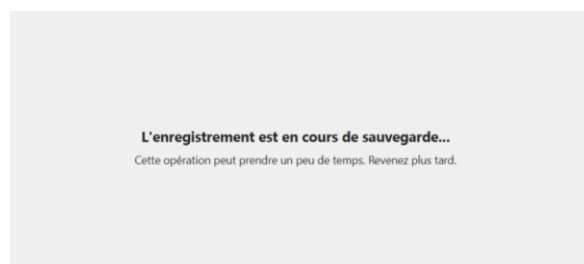 L'enregistrement est en cours de sauvegarde...
Cette opération peut prendre un peu de temps. Revenez plus tard.